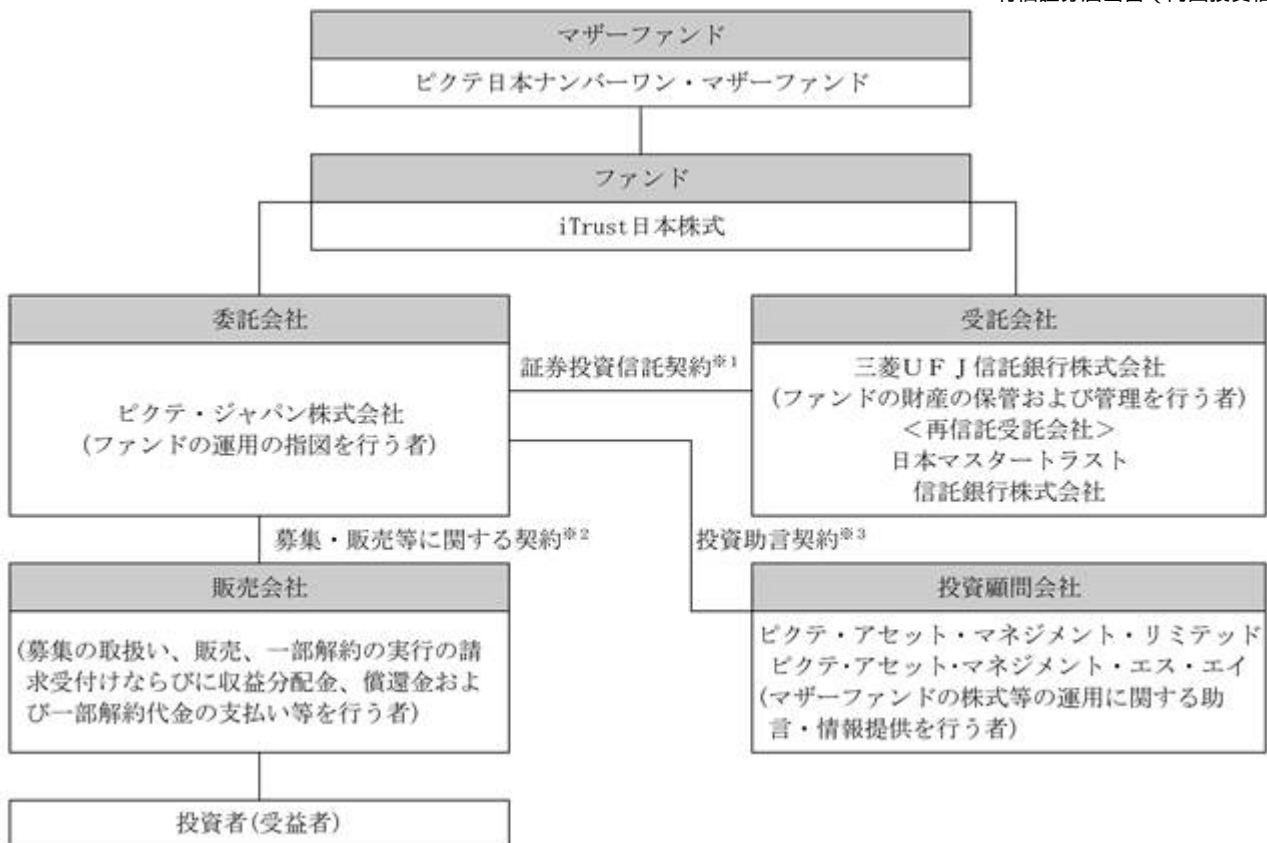 マザーファンド
ピクテ日本ナンバーワン・マザーファンド
ファンド
iTrust日本株式
委託会社
ピクテ・ジャパン株式会社
(ファンドの運用の指図を行う者)
証券投資信託契約※1
受託会社
三菱UFJ信託銀行株式会社
(ファンドの財産の保管および管理を行う者)
<再信託受託会社>
日本マスタートラスト
信託銀行株式会社
募集・販売等に関する契約※2
投資助言契約※3
販売会社
(募集の取扱い、販売、一部解約の実行の請
求受付けならびに収益分配金、償還金およ
び一部解約代金の支払い等を行う者)
投資顧問会社
ピクテ・アセット・マネジメント・リミテッド
ピクテ・アセット・マネジメント・エス・エイ
(マザーファンドの株式等の運用に関する助
言・情報提供を行う者)
投資者(受益者)